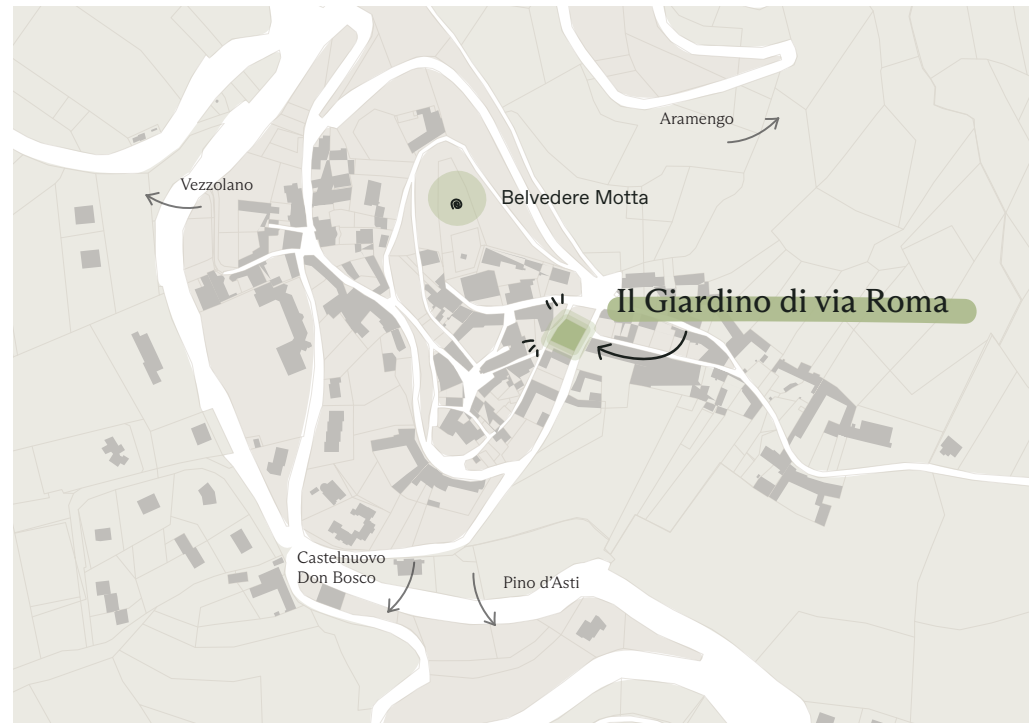 Aramengo
Vezzolano
Belvedere Motta
Il Giardino di via Roma
Castelnuovo
Don Bosco
Pino d’Asti